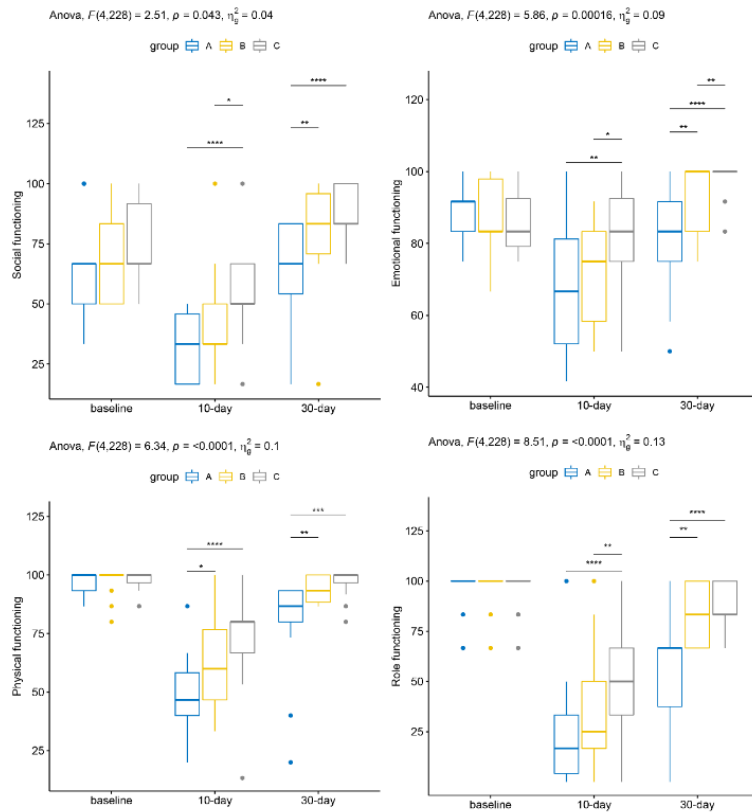 Anova, F(4,228) = 2.51, p = 0.043, η²g = 0.04
group A B C
Social functioning
125
100
75
50
25
****
*
****
**
baseline 10-day 30-day
Anova, F(4,228) = 5.86, p = 0.00016, η²g = 0.09
group A B C
Emotional functioning
120
100
80
60
40
**
****
*
**
**
baseline 10-day 30-day
Anova, F(4,228) = 6.34, p = <0.0001, η²g = 0.1
group A B C
Physical functioning
125
100
75
50
25
***
**
****
*
baseline 10-day 30-day
Anova, F(4,228) = 8.51, p = <0.0001, η²g = 0.13
group A B C
Role functioning
125
100
75
50
25
****
**
**
****
baseline 10-day 30-day